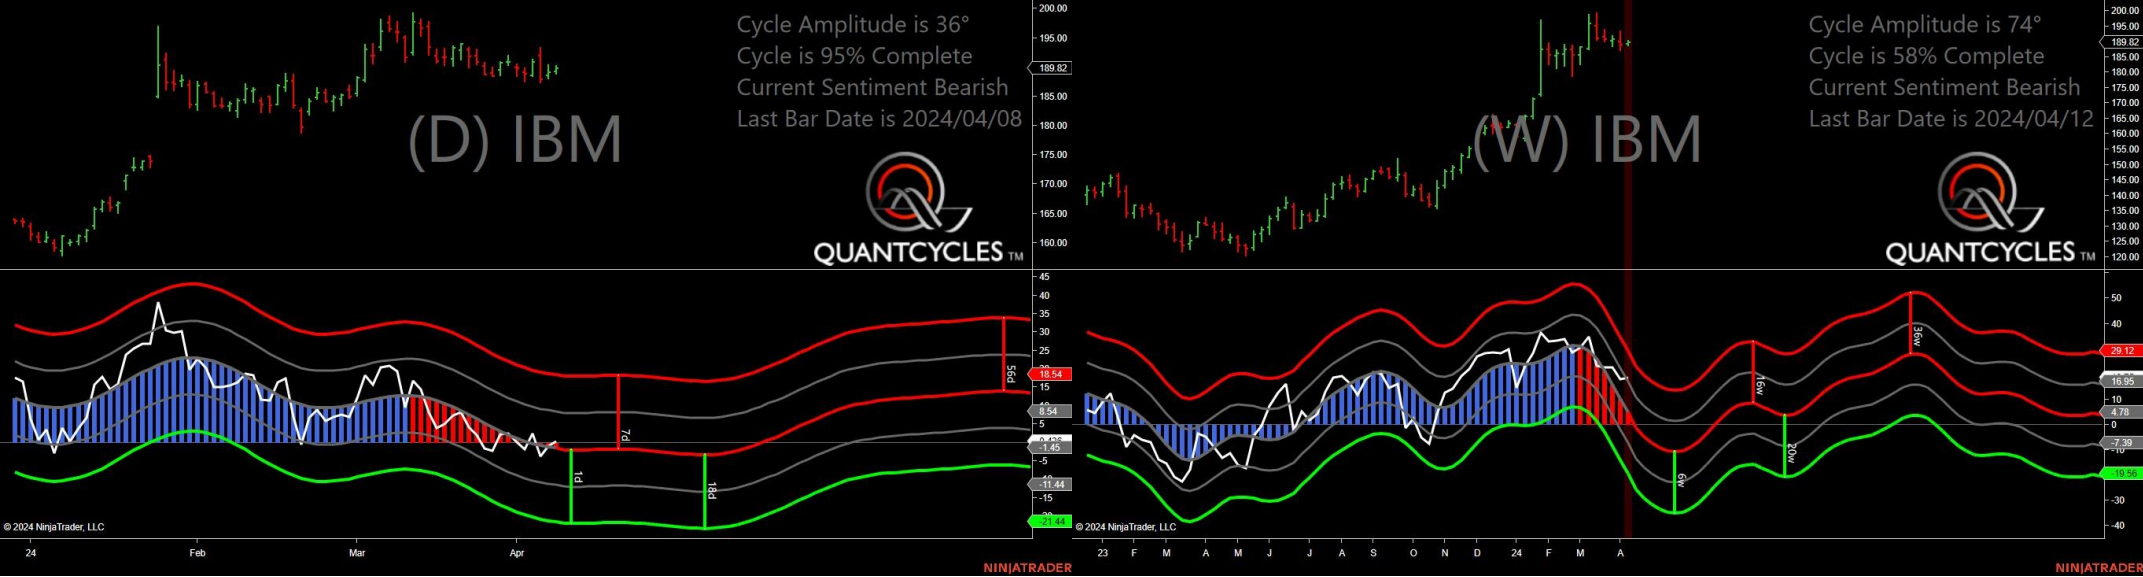 Cycle Amplitude is 36°
Cycle is 95% Complete
Current Sentiment Bearish
Last Bar Date is 2024/04/08
(D) IBM
QUANTCYCLES TM
200.00
195.00
189.82
185.00
180.00
175.00
170.00
165.00
160.00
45
40
35
30
25
18.54
15
8.54
5
-1.45
-5
-11.44
-15
-21.44
7d
1d
18d
56d
© 2024 NinjaTrader, LLC
24 Feb Mar Apr
NINJATRADER
Cycle Amplitude is 74°
Cycle is 58% Complete
Current Sentiment Bearish
Last Bar Date is 2024/04/12
(W) IBM
QUANTCYCLES TM
200.00
195.00
189.82
185.00
180.00
175.00
170.00
165.00
160.00
155.00
150.00
145.00
140.00
135.00
130.00
125.00
120.00
50
40
29.12
16.95
10
4.78
0
-7.39
-10
-19.56
-30
-40
6w
16w
20w
36w
© 2024 NinjaTrader, LLC
23 F M A M J J A S O N D 24 F M A
NINJATRADER